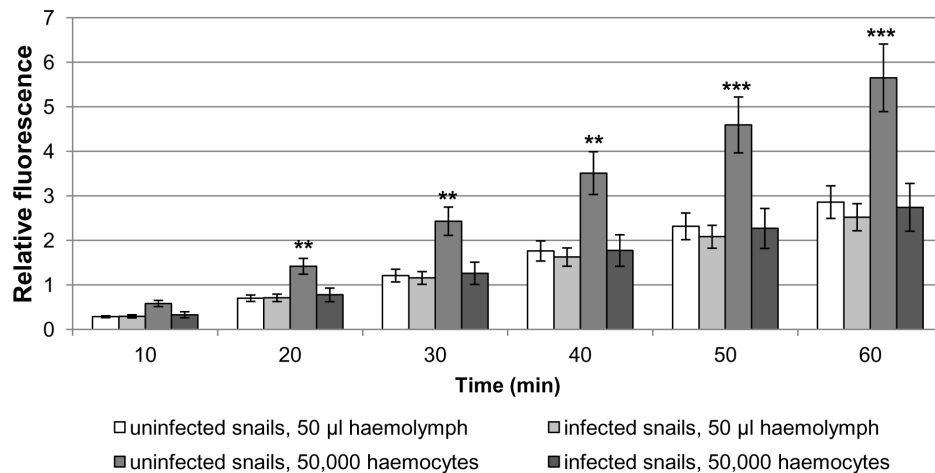 Relative fluorescence
7
6
5
4
3
2
1
0
**
**
**
***
***
10 20 30 40 50 60
Time (min)
uninfected snails, 50 µl haemolymph
infected snails, 50 µl haemolymph
uninfected snails, 50,000 haemocytes
infected snails, 50,000 haemocytes